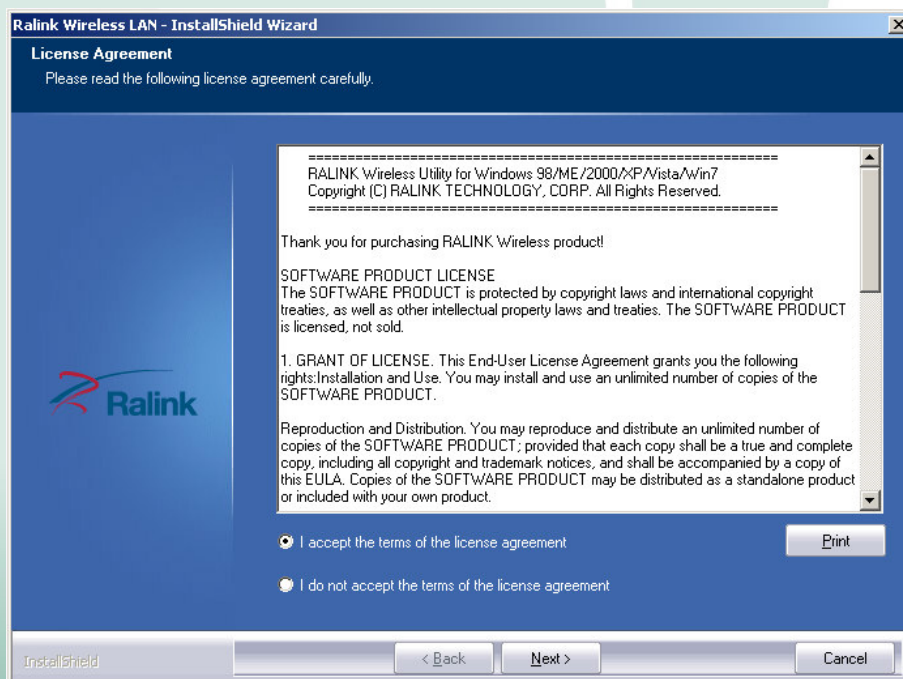 Ralink Wireless LAN - InstallShield Wizard
License Agreement
Please read the following license agreement carefully.
============================================================
RALINK Wireless Utility for Windows 98/ME/2000/XP/Vista/Win7
Copyright (C) RALINK TECHNOLOGY, CORP. All Rights Reserved.
============================================================
Thank you for purchasing RALINK Wireless product!
SOFTWARE PRODUCT LICENSE
The SOFTWARE PRODUCT is protected by copyright laws and international copyright
treaties, as well as other intellectual property laws and treaties. The SOFTWARE PRODUCT
is licensed, not sold.
1. GRANT OF LICENSE. This End-User License Agreement grants you the following
rights:Installation and Use. You may install and use an unlimited number of copies of the
SOFTWARE PRODUCT.
Reproduction and Distribution. You may reproduce and distribute an unlimited number of
copies of the SOFTWARE PRODUCT; provided that each copy shall be a true and complete
copy, including all copyright and trademark notices, and shall be accompanied by a copy of
this EULA. Copies of the SOFTWARE PRODUCT may be distributed as a standalone product
or included with your own product.
Ralink
I accept the terms of the license agreement
Print
I do not accept the terms of the license agreement
InstallShield
< Back
Next >
Cancel